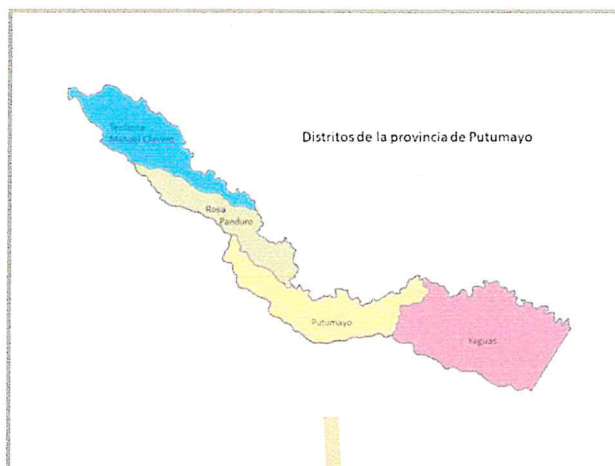 Distritos de la provincia de Putumayo
Teniente
Manuel Clavero
Rosa
Panduro
Putumayo
Yaguas